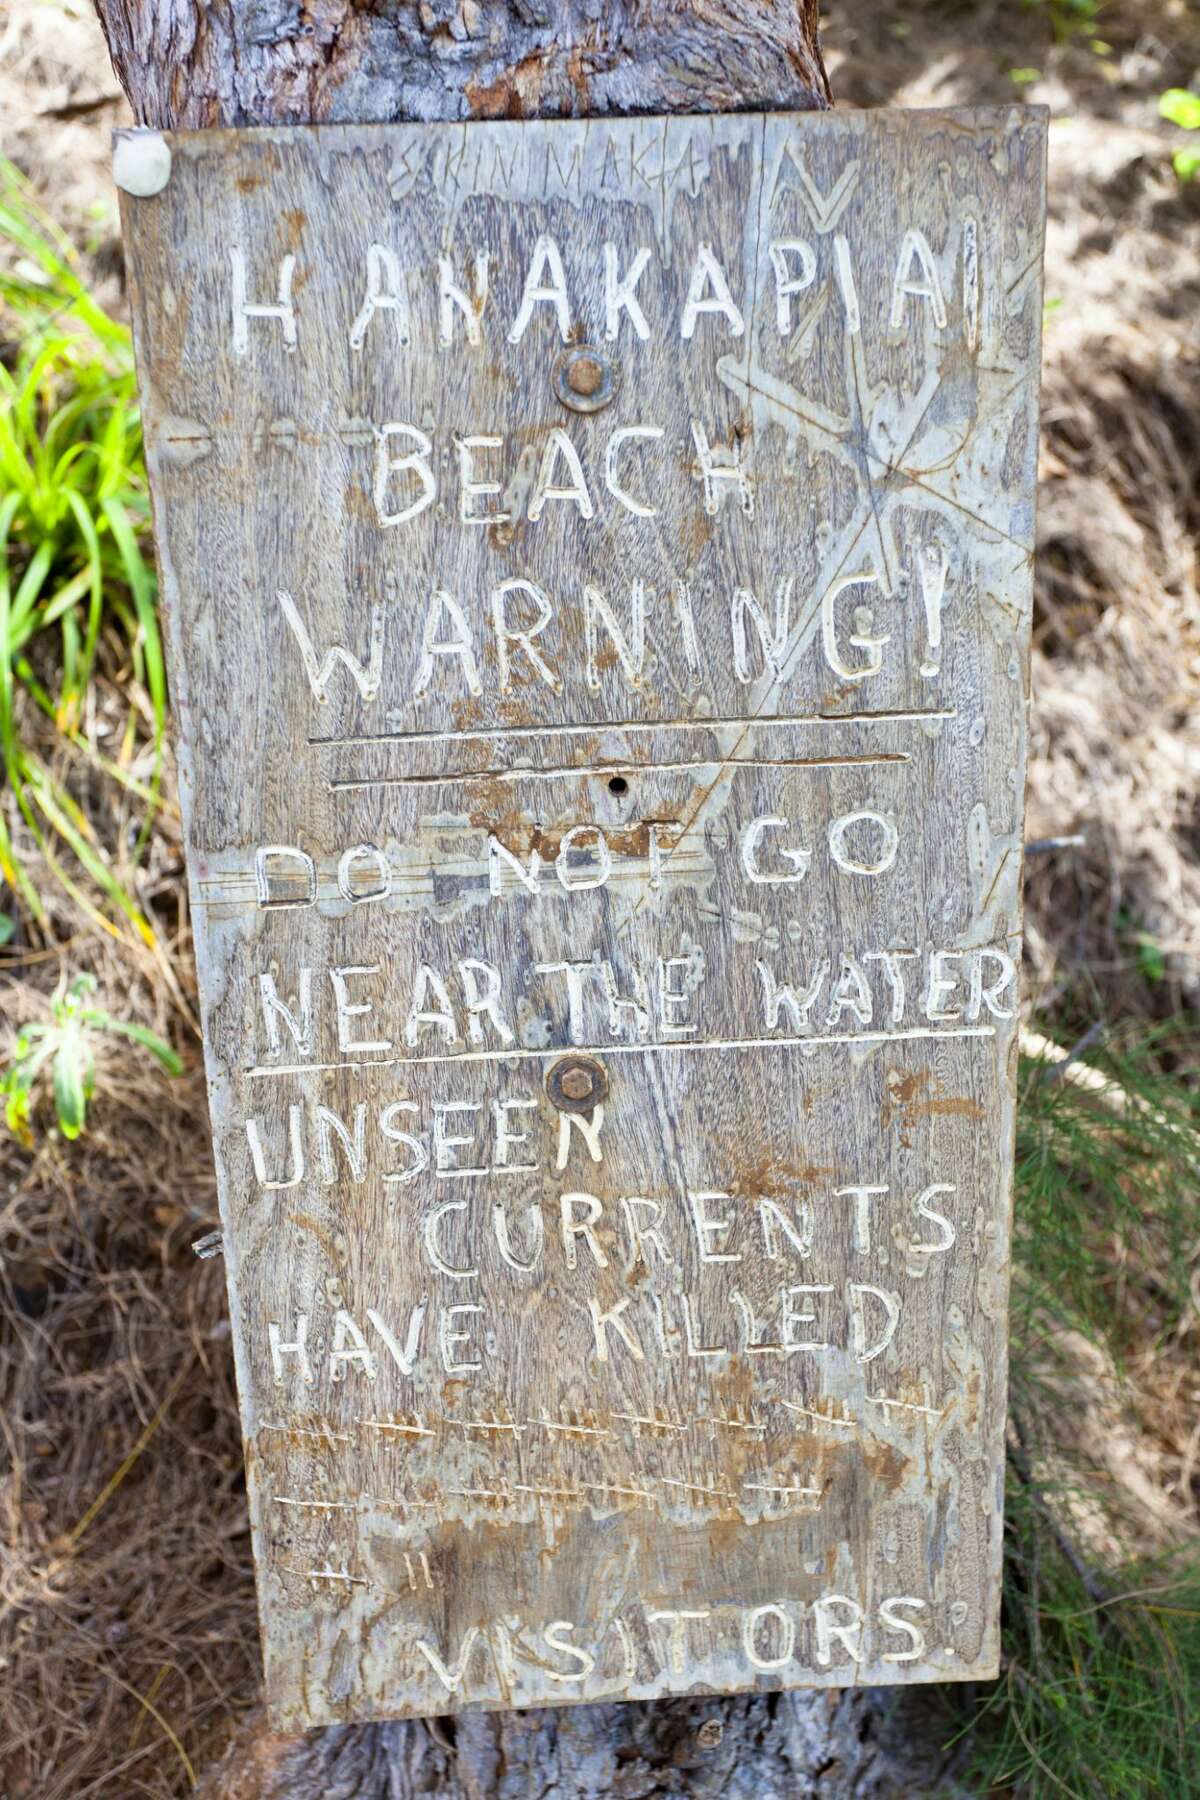 HANAKAPIAI
BEACH
WARNING!
DO NOT GO
NEAR THE WATER
UNSEEN
CURRENTS
HAVE KILLED
VISITORS.